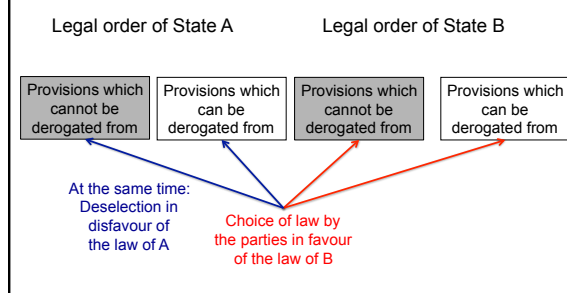 Legal order of State A
Legal order of State B
Provisions which
cannot be
derogated from
Provisions which
can be
derogated from
Provisions which
cannot be
derogated from
Provisions which
can be
derogated from
At the same time:
Deselection in
disfavour of
the law of A
Choice of law by
the parties in favour
of the law of B